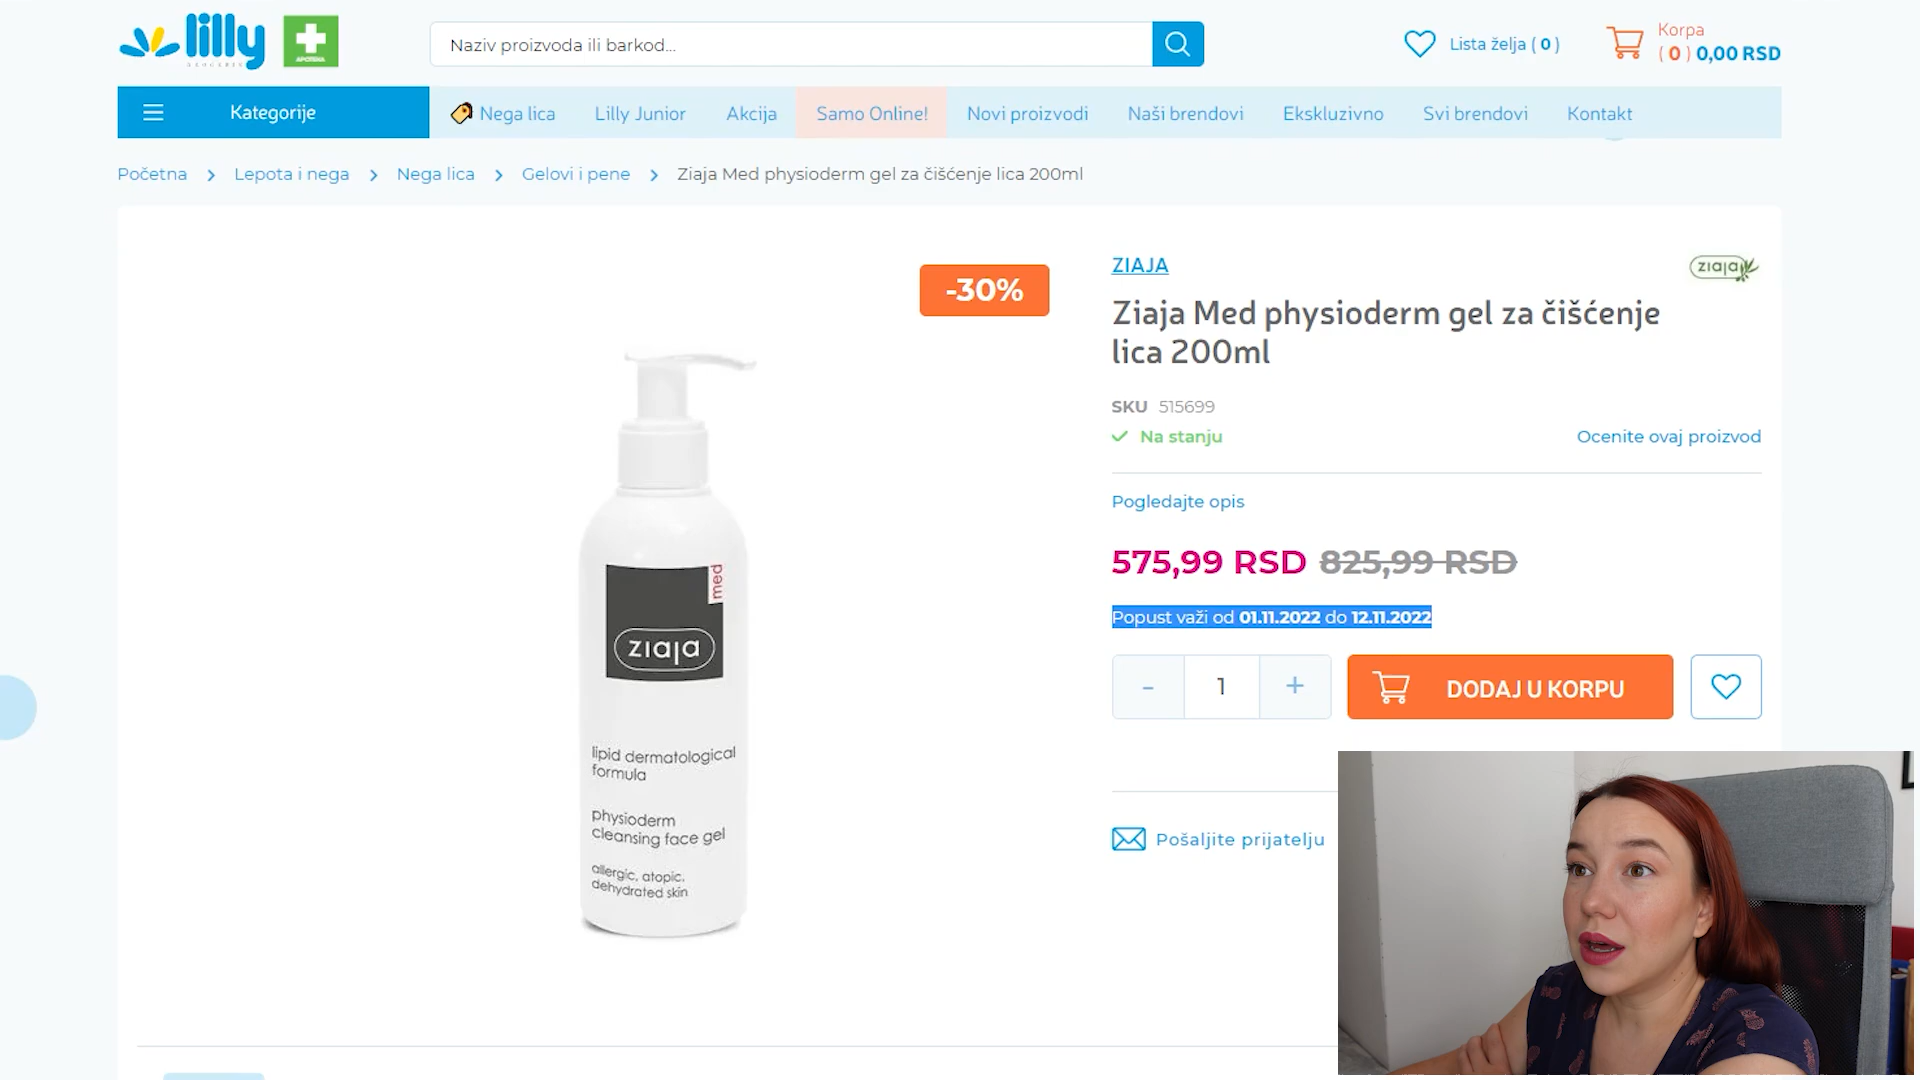 lilly
DROGERIE
APOTEKA
Naziv proizvoda ili barkod...
Lista želja ( 0 )
Korpa
( 0 ) 0,00 RSD
Kategorije
Nega lica
Lilly Junior
Akcija
Samo Online!
Novi proizvodi
Naši brendovi
Ekskluzivno
Svi brendovi
Kontakt
Početna > Lepota i nega > Nega lica > Gelovi i pene > Ziaja Med physioderm gel za čišćenje lica 200ml
-30%
ZIAJA
ziaja
Ziaja Med physioderm gel za čišćenje
lica 200ml
SKU 515699
Na stanju
Ocenite ovaj proizvod
Pogledajte opis
575,99 RSD 825,99 RSD
Popust važi od 01.11.2022 do 12.11.2022
- 1 +
DODAJ U KORPU
Pošaljite prijatelju
med
ziaja
lipid dermatological
formula
physioderm
cleansing face gel
allergic, atopic,
dehydrated skin